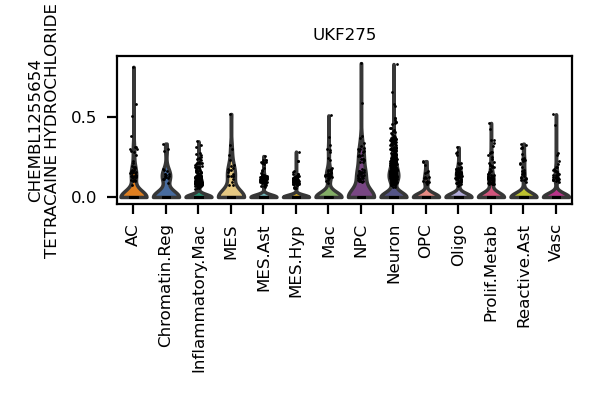 UKF275
CHEMBL1255654
TETRACAINE HYDROCHLORIDE
0.5
0.0
AC
Chromatin.Reg
Inflammatory.Mac
MES
MES.Ast
MES.Hyp
Mac
NPC
Neuron
OPC
Oligo
Prolif.Metab
Reactive.Ast
Vasc